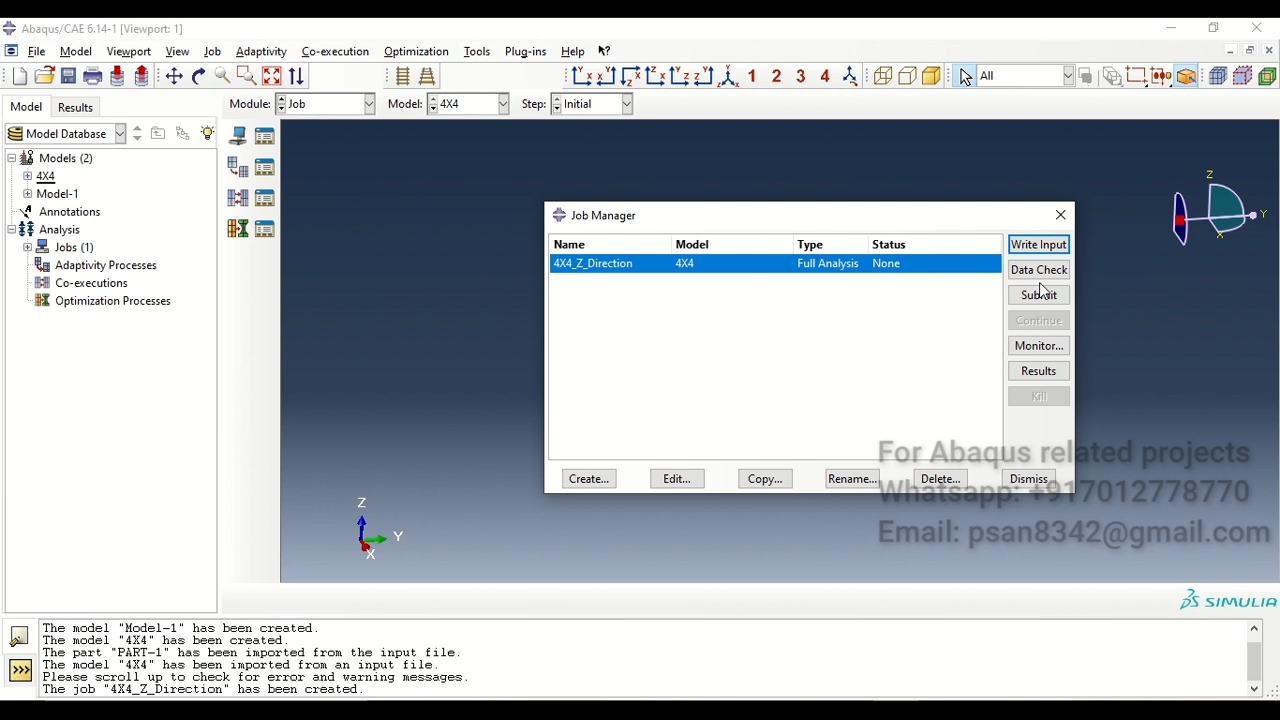 Abaqus/CAE 6.14-1 [Viewport: 1]
File Model Viewport View Job Adaptivity Co-execution Optimization Tools Plug-ins Help
1 2 3 4 All
Model Results Module: Job Model: 4X4 Step: Initial
Model Database
Models (2)
4X4
Model-1
Annotations
Analysis
Jobs (1)
Adaptivity Processes
Co-executions
Optimization Processes
Z
Y
X
Job Manager
Name Model Type Status
4X4_Z_Direction 4X4 Full Analysis None
Write Input
Data Check
Submit
Continue
Monitor...
Results
Kill
Create... Edit... Copy... Rename... Delete... Dismiss
For Abaqus related projects
Whatsapp: +917012778770
Email: psan8342@gmail.com
Z
Y
X
SIMULIA
The model "Model-1" has been created.
The model "4X4" has been created.
The part "PART-1" has been imported from the input file.
The model "4X4" has been imported from an input file.
Please scroll up to check for error and warning messages.
The job "4X4_Z_Direction" has been created.